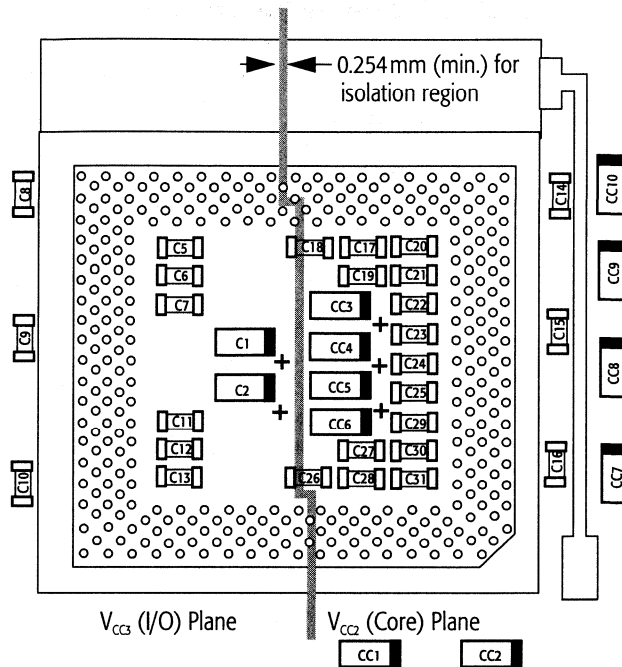 0.254 mm (min.) for
isolation region
C8
C14
CC10
C5
C18
C17
C20
C6
C19
C21
CC9
C7
CC3
C22
C9
C1
CC4
C23
C15
C24
C2
CC5
C25
CC8
C11
CC6
C29
C12
C27
C30
C16
C10
C13
C26
C28
C31
CC7
VCC3 (I/O) Plane
VCC2 (Core) Plane
CC1
CC2